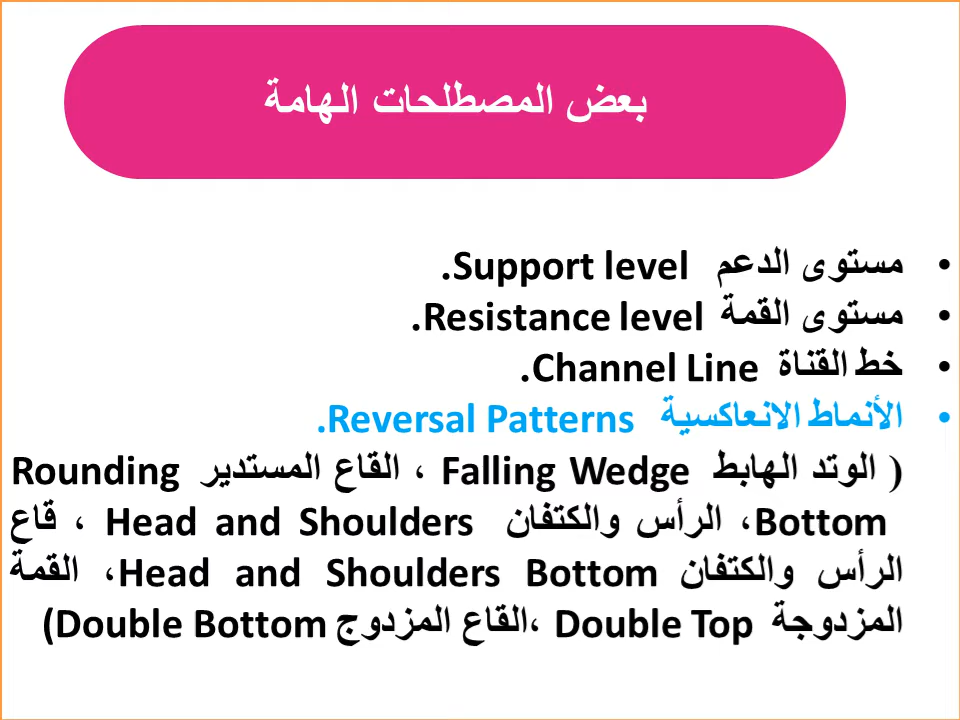 بعض المصطلحات الهامة
• مستوى الدعم Support level.
• مستوى القمة Resistance level.
• خط القناة Channel Line.
• الأنماط الانعاكسية Reversal Patterns.
( الوتد الهابط Falling Wedge ، القاع المستدير Rounding
Bottom، الرأس والكتفان Head and Shoulders ، قاع
الرأس والكتفان Head and Shoulders Bottom، القمة
المزدوجة Double Top ،القاع المزدوج Double Bottom)